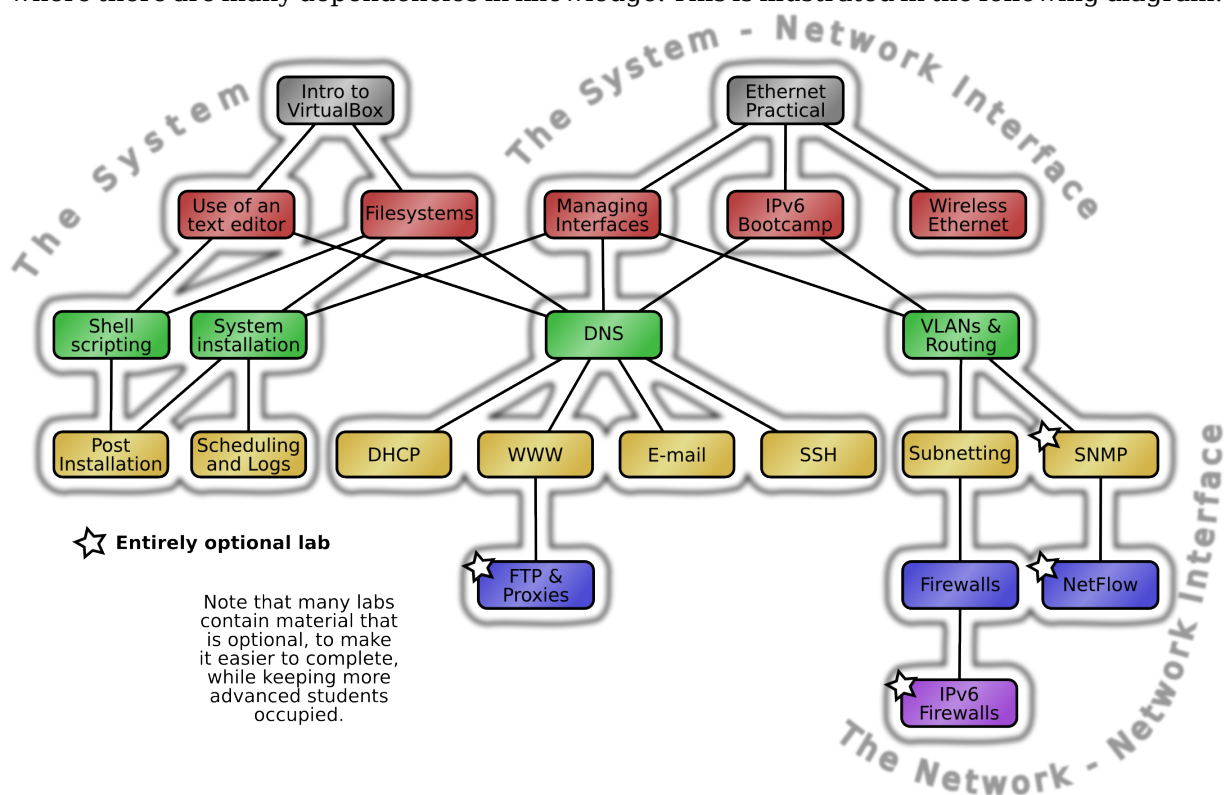 where there are many dependencies in knowledge. This is illustrated in the following diagram.
The System
The System - Network Interface
Intro to
VirtualBox
Ethernet
Practical
Use of an
text editor
Filesystems
Managing
Interfaces
IPv6
Bootcamp
Wireless
Ethernet
Shell
scripting
System
installation
DNS
VLANs &
Routing
Post
Installation
Scheduling
and Logs
DHCP
WWW
E-mail
SSH
Subnetting
SNMP
Entirely optional lab
FTP &
Proxies
Firewalls
NetFlow
Note that many labs
contain material that
is optional, to make
it easier to complete,
while keeping more
advanced students
occupied.
IPv6
Firewalls
The Network - Network Interface